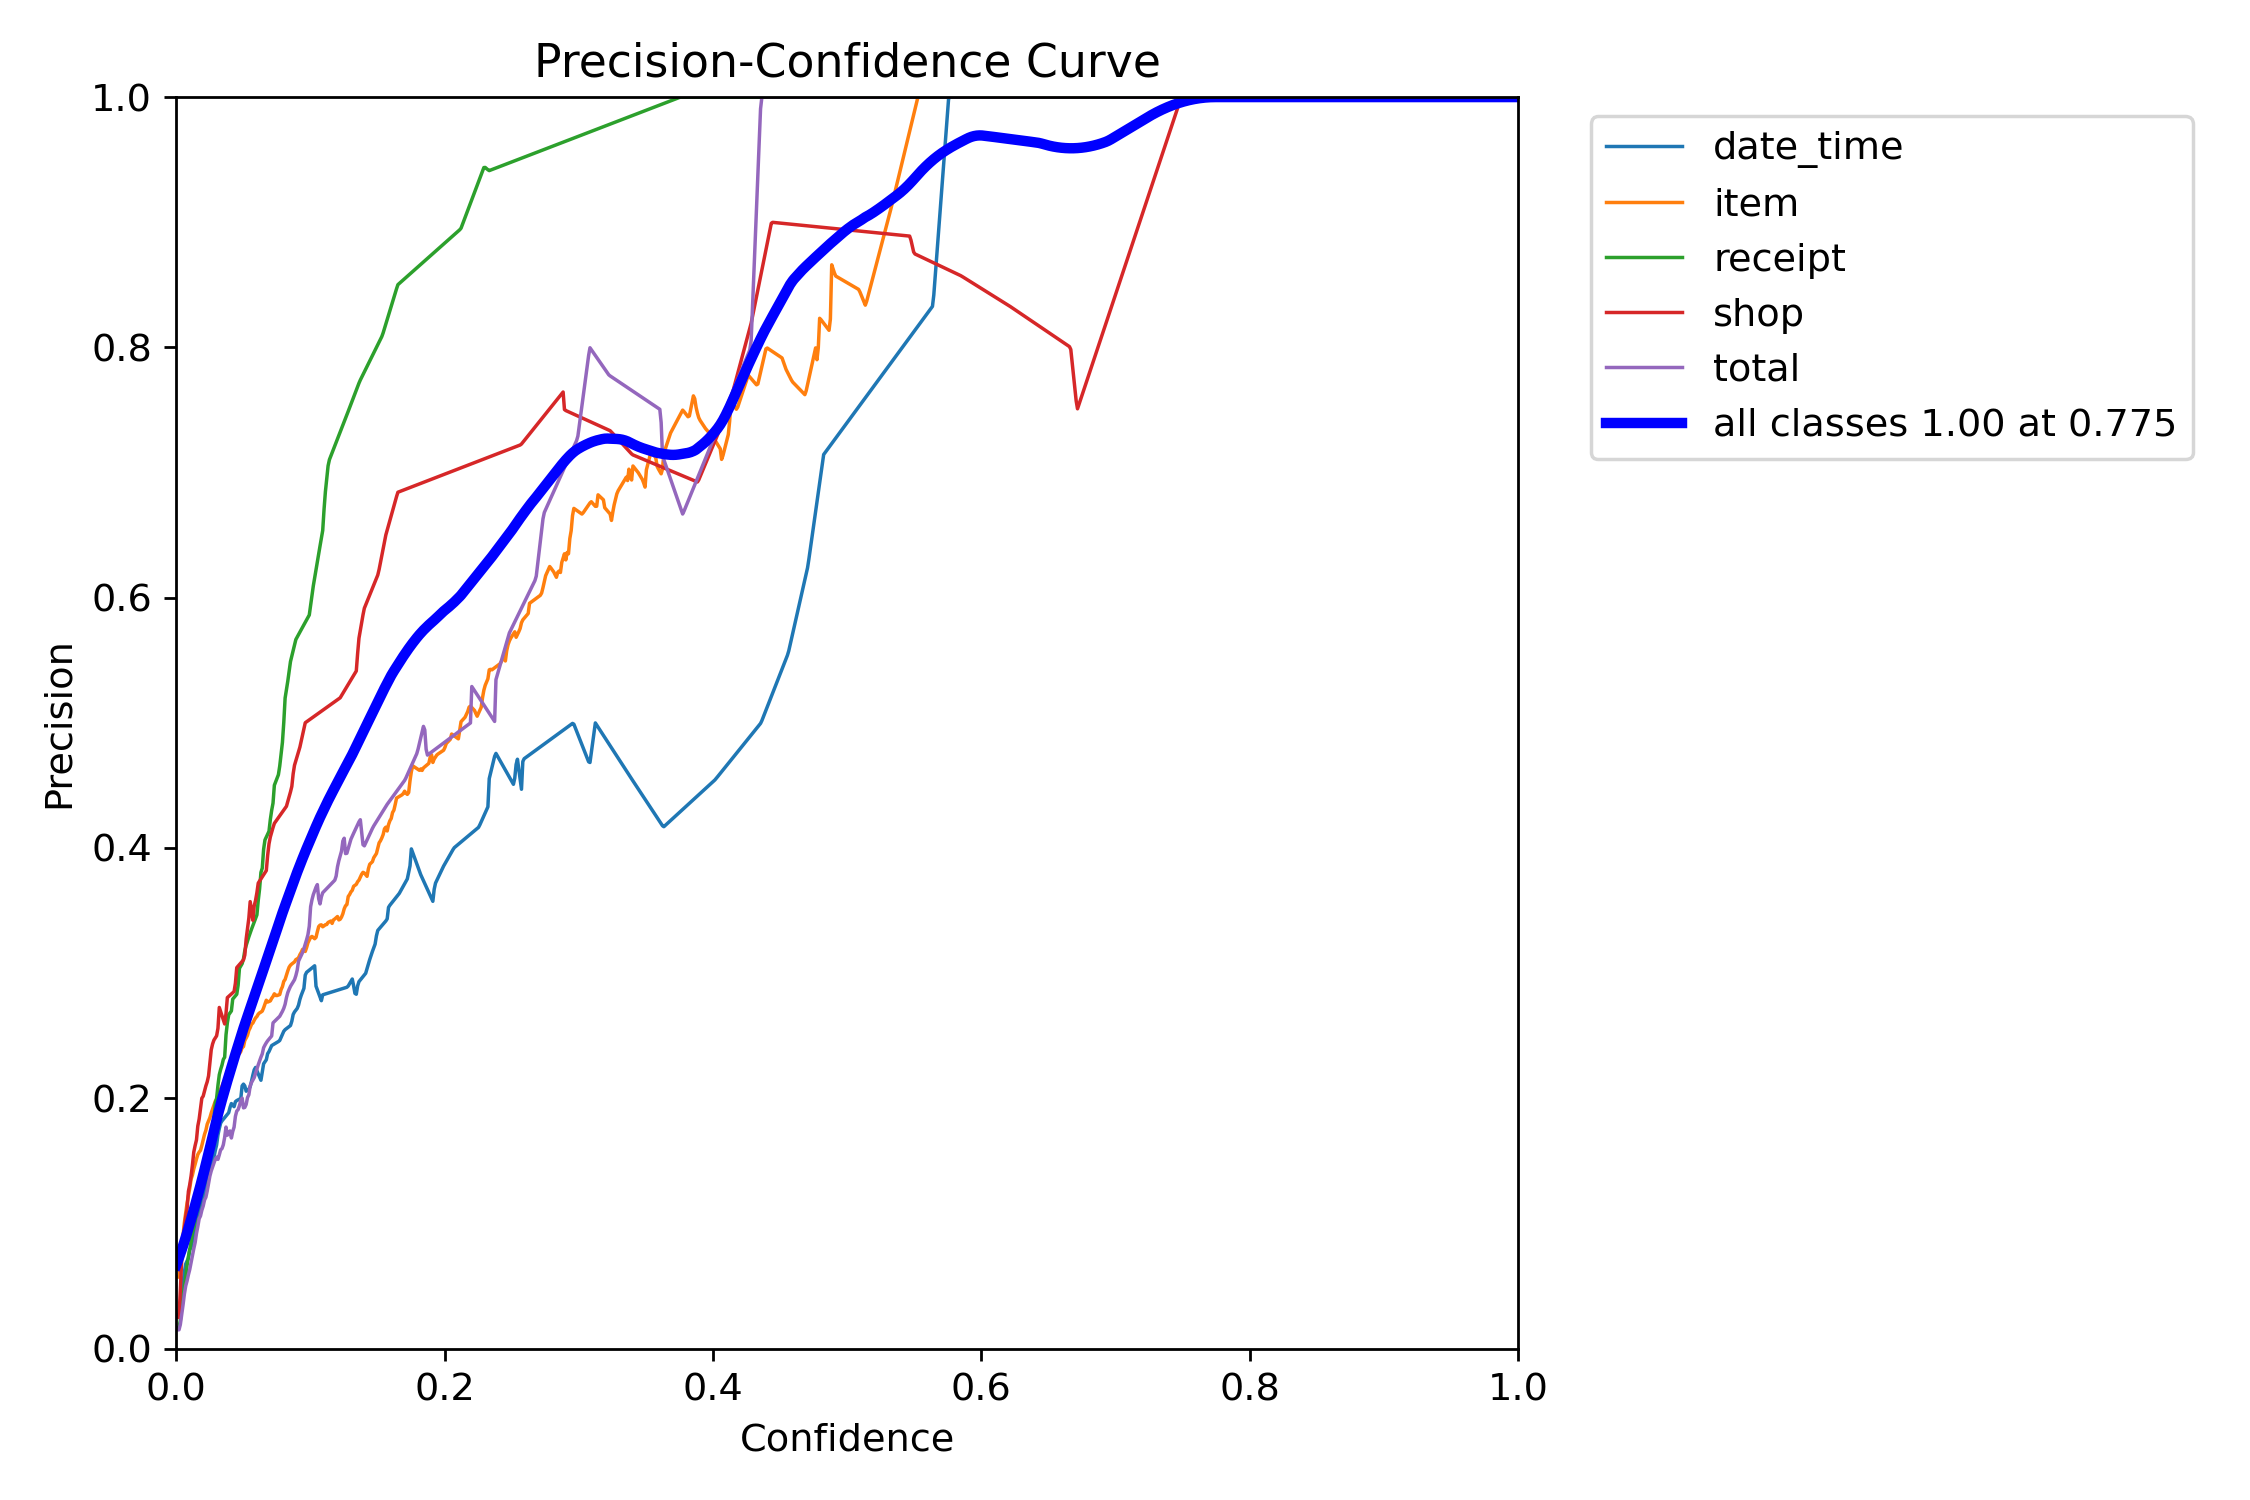 Precision-Confidence Curve
1.0
0.8
0.6
0.4
0.2
0.0
Precision
0.0 0.2 0.4 0.6 0.8 1.0
Confidence
date_time
item
receipt
shop
total
all classes 1.00 at 0.775